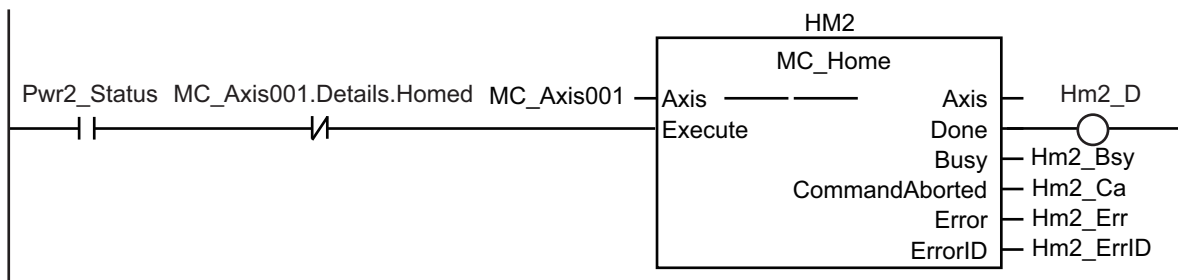 HM2
MC_Home
Pwr2_Status MC_Axis001.Details.Homed MC_Axis001 Axis Axis Hm2_D
Execute Done
Busy Hm2_Bsy
CommandAborted Hm2_Ca
Error Hm2_Err
ErrorID Hm2_ErrID